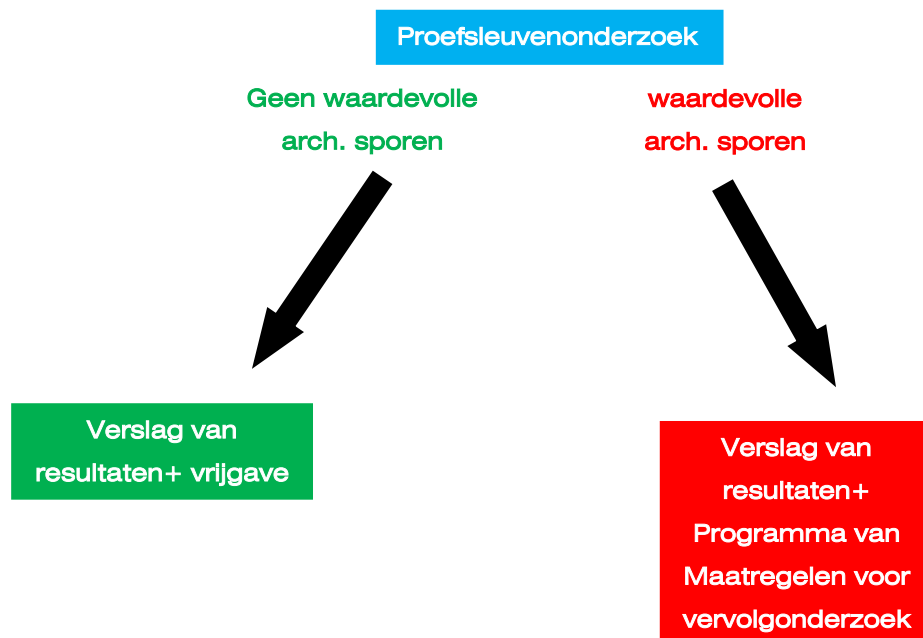 Proefsleuvenonderzoek
Geen waardevolle
arch. sporen
waardevolle
arch. sporen
Verslag van
resultaten+ vrijgave
Verslag van
resultaten+
Programma van
Maatregelen voor
vervolgonderzoek